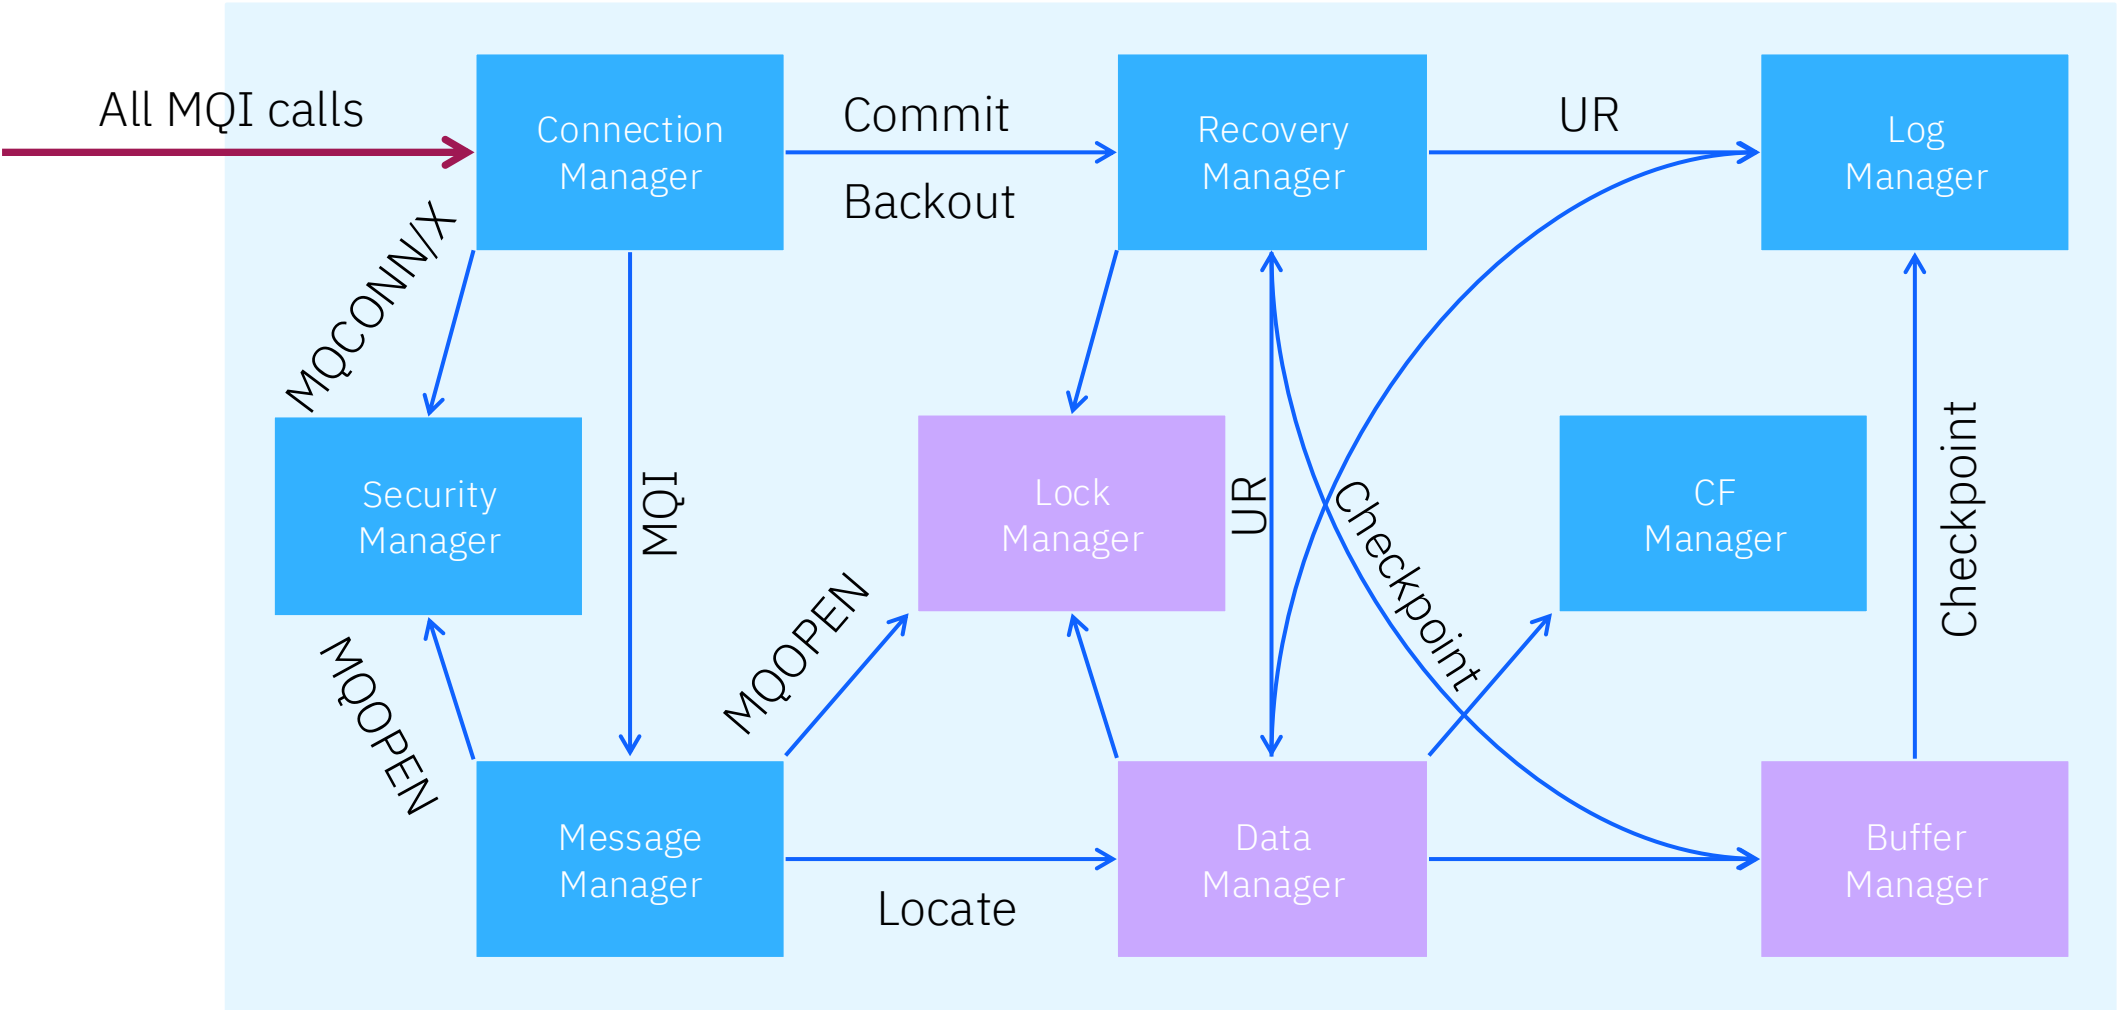 All MQI calls
Connection
Manager
Commit
Backout
Recovery
Manager
UR
Log
Manager
MQCONN/X
Security
Manager
MQI
Lock
Manager
UR
Checkpoint
CF
Manager
Checkpoint
MQOPEN
MQOPEN
Message
Manager
Locate
Data
Manager
Buffer
Manager